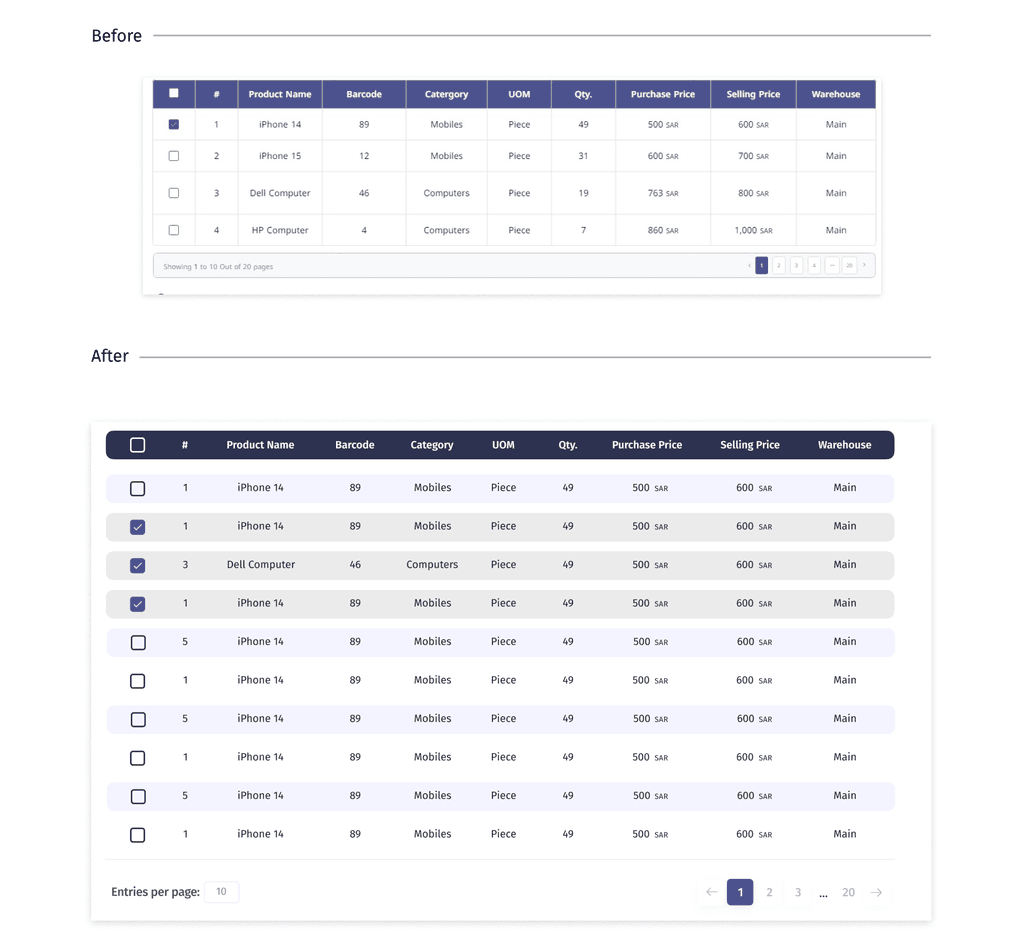 Before
# Product Name Barcode Catergory UOM Qty. Purchase Price Selling Price Warehouse
1 iPhone 14 89 Mobiles Piece 49 500 SAR 600 SAR Main
2 iPhone 15 12 Mobiles Piece 31 600 SAR 700 SAR Main
3 Dell Computer 46 Computers Piece 19 763 SAR 800 SAR Main
4 HP Computer 4 Computers Piece 7 860 SAR 1,000 SAR Main
Showing 1 to 10 Out of 20 pages ‹ 1 2 3 4 ... 20 ›
After
# Product Name Barcode Category UOM Qty. Purchase Price Selling Price Warehouse
1 iPhone 14 89 Mobiles Piece 49 500 SAR 600 SAR Main
1 iPhone 14 89 Mobiles Piece 49 500 SAR 600 SAR Main
3 Dell Computer 46 Computers Piece 49 500 SAR 600 SAR Main
1 iPhone 14 89 Mobiles Piece 49 500 SAR 600 SAR Main
5 iPhone 14 89 Mobiles Piece 49 500 SAR 600 SAR Main
1 iPhone 14 89 Mobiles Piece 49 500 SAR 600 SAR Main
5 iPhone 14 89 Mobiles Piece 49 500 SAR 600 SAR Main
1 iPhone 14 89 Mobiles Piece 49 500 SAR 600 SAR Main
5 iPhone 14 89 Mobiles Piece 49 500 SAR 600 SAR Main
1 iPhone 14 89 Mobiles Piece 49 500 SAR 600 SAR Main
Entries per page: 10 ← 1 2 3 ... 20 →